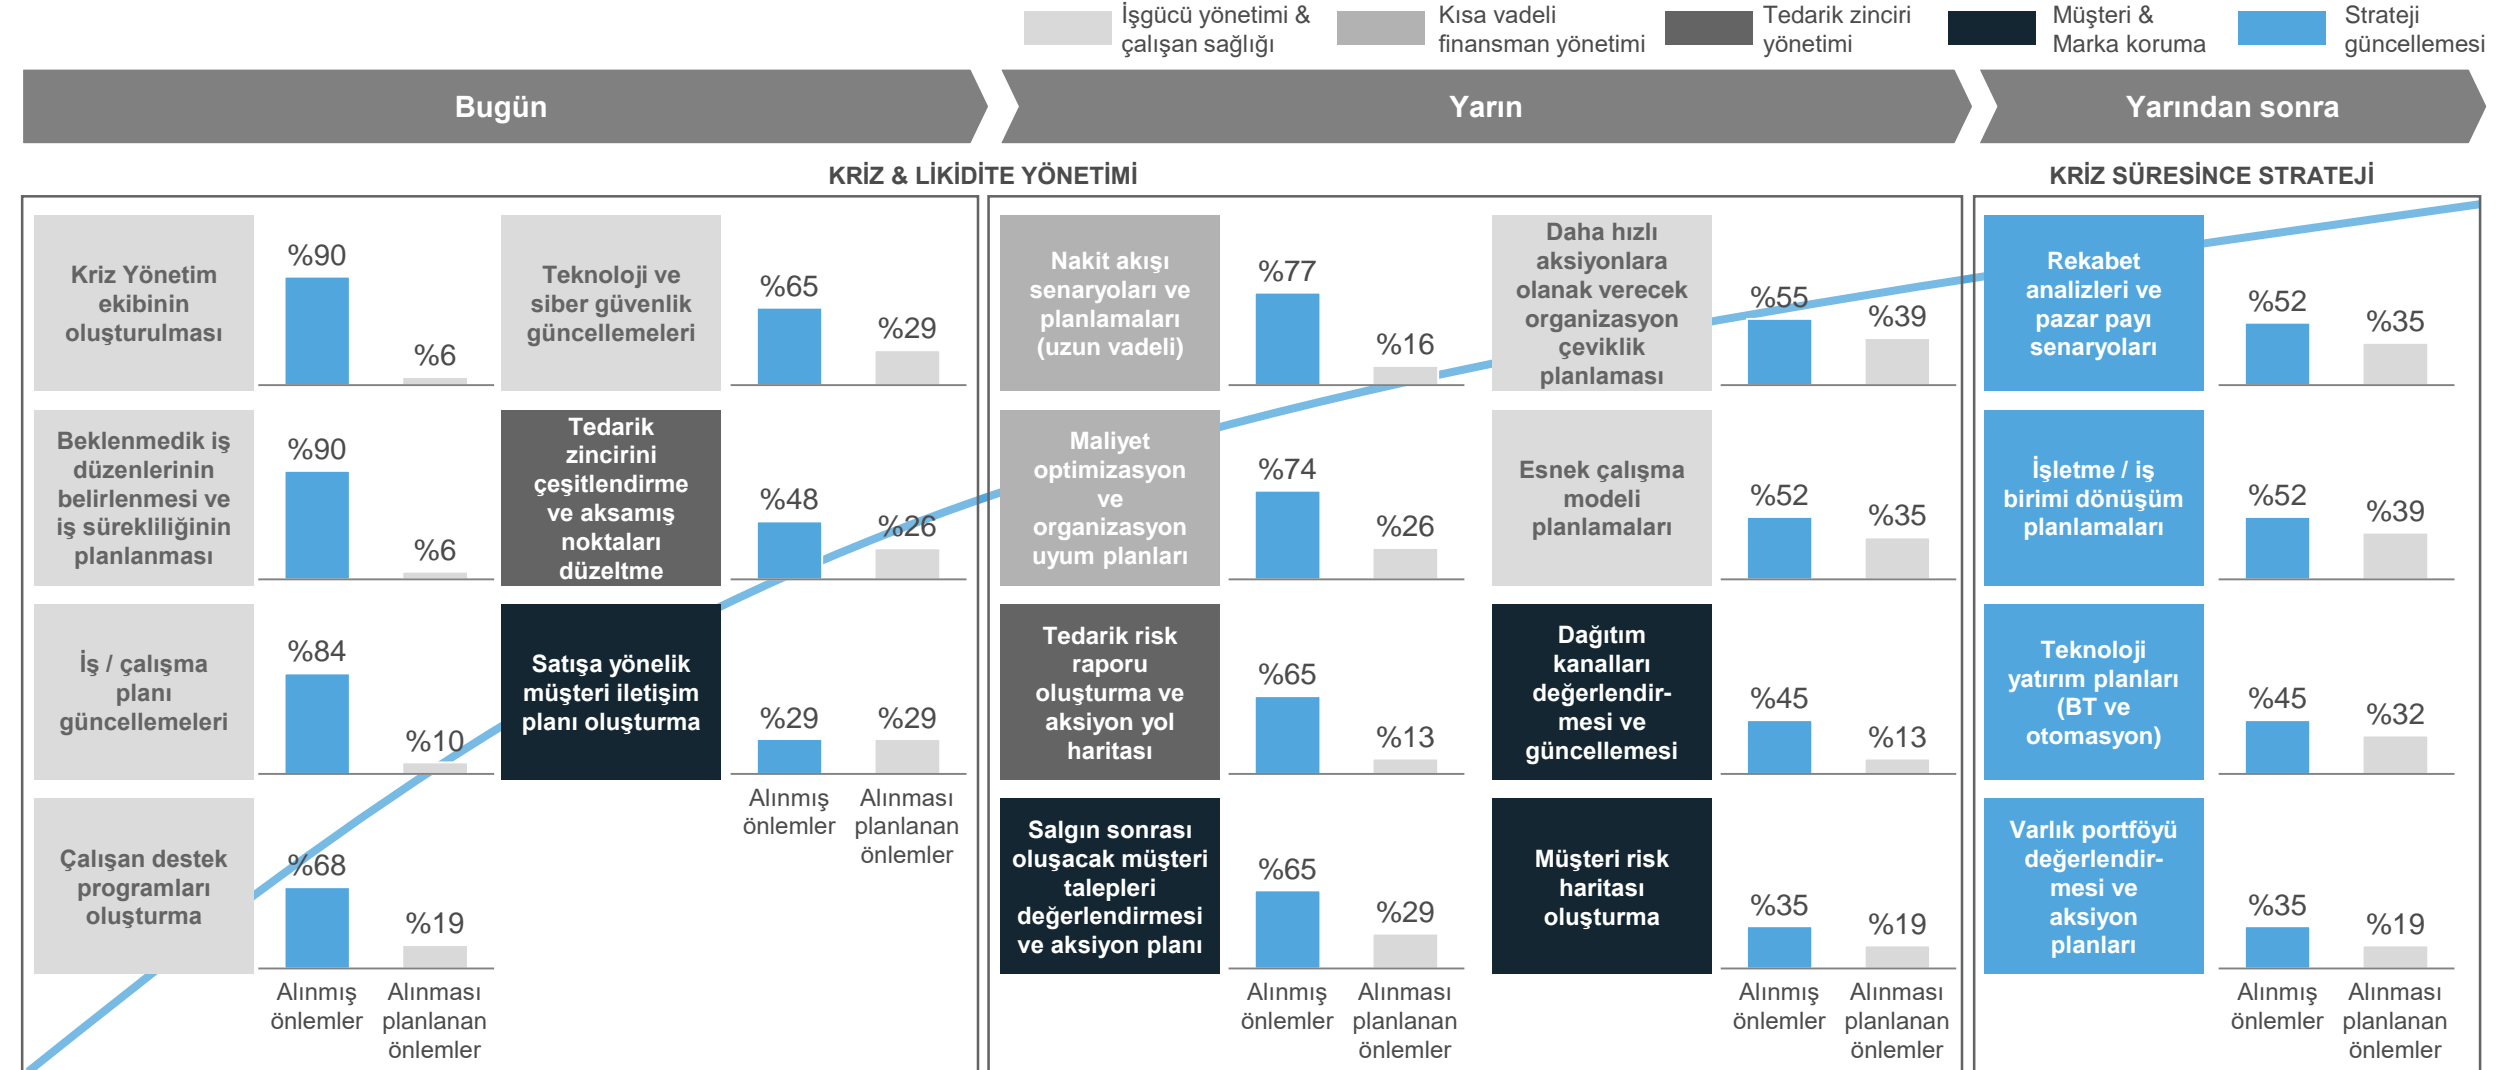 İşgücü yönetimi &
çalışan sağlığı
Kısa vadeli
finansman yönetimi
Tedarik zinciri
yönetimi
Müşteri &
Marka koruma
Strateji
güncellemesi
Bugün
Yarın
Yarından sonra
KRİZ & LİKİDİTE YÖNETİMİ
KRİZ SÜRESİNCE STRATEJİ
Kriz Yönetim
ekibinin
oluşturulması
%90
%6
Beklenmedik iş
düzenlerinin
belirlenmesi ve
iş sürekliliğinin
planlanması
%90
%6
İş / çalışma
planı
güncellemeleri
%84
%10
Çalışan destek
programları
oluşturma
%68
%19
Alınmış
önlemler
Alınması
planlanan
önlemler
Teknoloji ve
siber güvenlik
güncellemeleri
%65
%29
Tedarik
zincirini
çeşitlendirme
ve aksamış
noktaları
düzeltme
%48
%26
Satışa yönelik
müşteri iletişim
planı oluşturma
%29
%29
Alınmış
önlemler
Alınması
planlanan
önlemler
Nakit akışı
senaryoları ve
planlamaları
(uzun vadeli)
%77
%16
Maliyet
optimizasyon
ve
organizasyon
uyum planları
%74
%26
Tedarik risk
raporu
oluşturma ve
aksiyon yol
haritası
%65
%13
Salgın sonrası
oluşacak müşteri
talepleri
değerlendirmesi
ve aksiyon planı
%65
%29
Alınmış
önlemler
Alınması
planlanan
önlemler
Daha hızlı
aksiyonlara
olanak verecek
organizasyon
çeviklik
planlaması
%55
%39
Esnek çalışma
modeli
planlamaları
%52
%35
Dağıtım
kanalları
değerlendir-
mesi ve
güncellemesi
%45
%13
Müşteri risk
haritası
oluşturma
%35
%19
Alınmış
önlemler
Alınması
planlanan
önlemler
Rekabet
analizleri ve
pazar payı
senaryoları
%52
%35
İşletme / iş
birimi dönüşüm
planlamaları
%52
%39
Teknoloji
yatırım planları
(BT ve
otomasyon)
%45
%32
Varlık portföyü
değerlendir-
mesi ve
aksiyon
planları
%35
%19
Alınmış
önlemler
Alınması
planlanan
önlemler